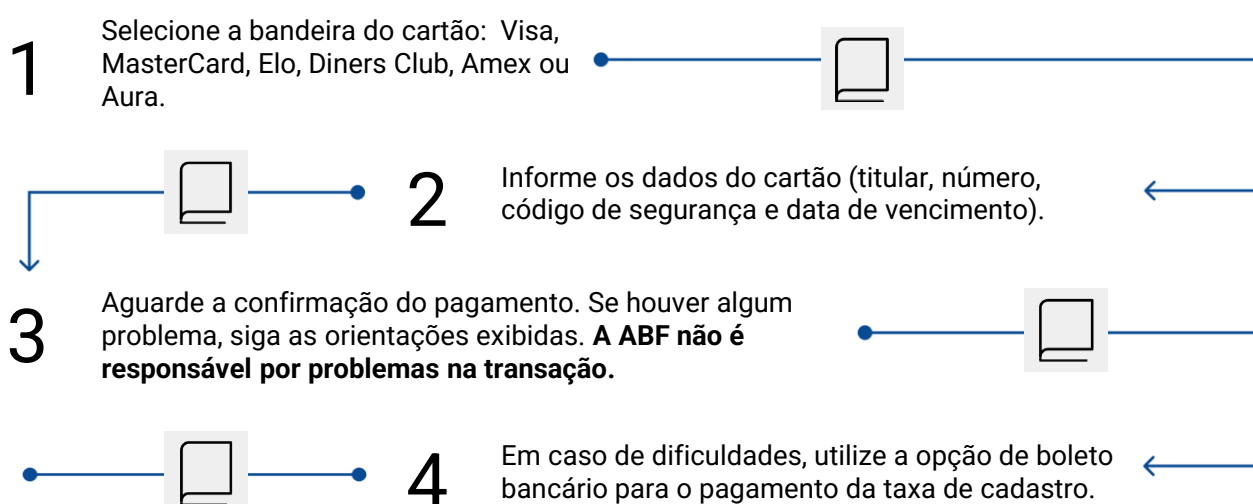 1
Selecione a bandeira do cartão: Visa,
MasterCard, Elo, Diners Club, Amex ou
Aura.
2
Informe os dados do cartão (titular, número,
código de segurança e data de vencimento).
3
Aguarde a confirmação do pagamento. Se houver algum
problema, siga as orientações exibidas. A ABF não é
responsável por problemas na transação.
4
Em caso de dificuldades, utilize a opção de boleto
bancário para o pagamento da taxa de cadastro.